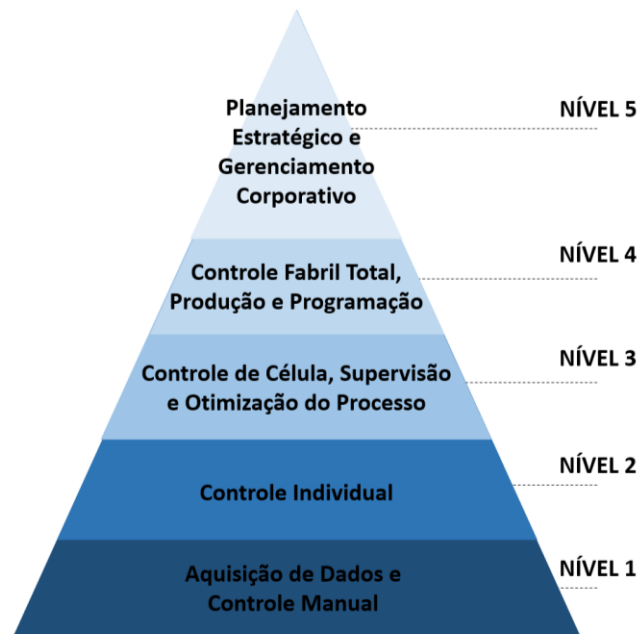 Planejamento
Estratégico e
Gerenciamento
Corporativo
NÍVEL 5
Controle Fabril Total,
Produção e Programação
NÍVEL 4
Controle de Célula, Supervisão
e Otimização do Processo
NÍVEL 3
Controle Individual
NÍVEL 2
Aquisição de Dados e
Controle Manual
NÍVEL 1